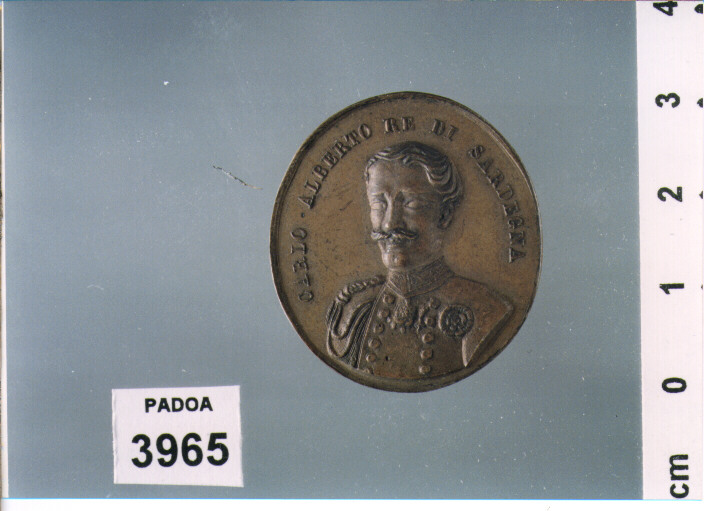 CARLO · ALBERTO RE DI SARDEGNA
PADOA
3965
4
3
2
1
0
cm